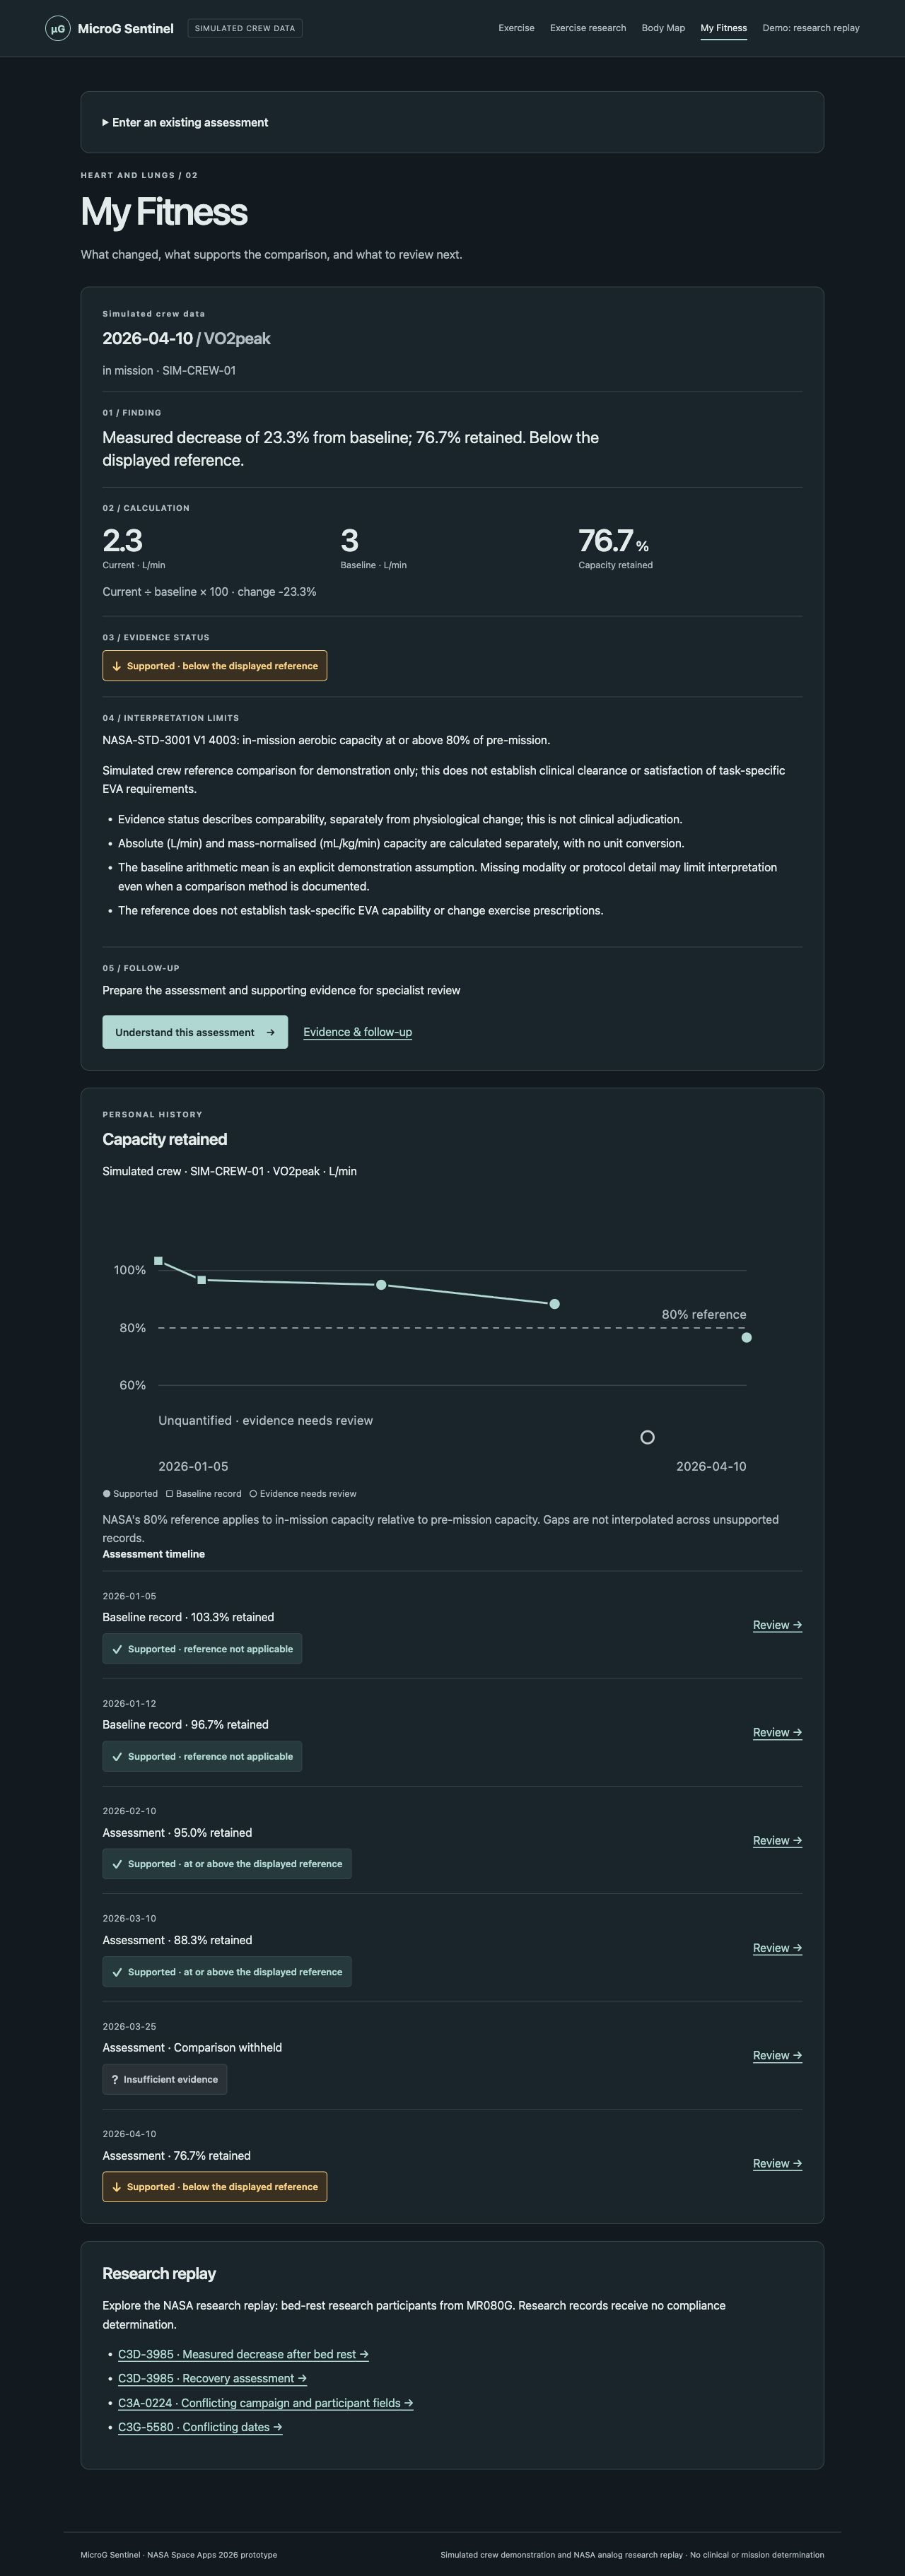 μG MicroG Sentinel SIMULATED CREW DATA Exercise Exercise research Body Map My Fitness Demo: research replay
▶ Enter an existing assessment
HEART AND LUNGS / 02
My Fitness
What changed, what supports the comparison, and what to review next.
Simulated crew data
2026-04-10 / VO2peak
in mission · SIM-CREW-01
01 / FINDING
Measured decrease of 23.3% from baseline; 76.7% retained. Below the
displayed reference.
02 / CALCULATION
2.3 3 76.7 %
Current · L/min Baseline · L/min Capacity retained
Current ÷ baseline × 100 · change -23.3%
03 / EVIDENCE STATUS
↓ Supported · below the displayed reference
04 / INTERPRETATION LIMITS
NASA-STD-3001 V1 4003: in-mission aerobic capacity at or above 80% of pre-mission.
Simulated crew reference comparison for demonstration only; this does not establish clinical clearance or satisfaction of task-specific
EVA requirements.
• Evidence status describes comparability, separately from physiological change; this is not clinical adjudication.
• Absolute (L/min) and mass-normalised (mL/kg/min) capacity are calculated separately, with no unit conversion.
• The baseline arithmetic mean is an explicit demonstration assumption. Missing modality or protocol detail may limit interpretation
even when a comparison method is documented.
• The reference does not establish task-specific EVA capability or change exercise prescriptions.
05 / FOLLOW-UP
Prepare the assessment and supporting evidence for specialist review
Understand this assessment → Evidence & follow-up
PERSONAL HISTORY
Capacity retained
Simulated crew · SIM-CREW-01 · VO2peak · L/min
100%
80% reference
80%
60%
Unquantified · evidence needs review
2026-01-05 2026-04-10
Supported Baseline record Evidence needs review
NASA's 80% reference applies to in-mission capacity relative to pre-mission capacity. Gaps are not interpolated across unsupported
records.
Assessment timeline
2026-01-05
Baseline record · 103.3% retained
Review →
✓ Supported · reference not applicable
2026-01-12
Baseline record · 96.7% retained
Review →
✓ Supported · reference not applicable
2026-02-10
Assessment · 95.0% retained
Review →
✓ Supported · at or above the displayed reference
2026-03-10
Assessment · 88.3% retained
Review →
✓ Supported · at or above the displayed reference
2026-03-25
Assessment · Comparison withheld
Review →
? Insufficient evidence
2026-04-10
Assessment · 76.7% retained
Review →
↓ Supported · below the displayed reference
Research replay
Explore the NASA research replay: bed-rest research participants from MR080G. Research records receive no compliance
determination.
• C3D-3985 · Measured decrease after bed rest →
• C3D-3985 · Recovery assessment →
• C3A-0224 · Conflicting campaign and participant fields →
• C3G-5580 · Conflicting dates →
MicroG Sentinel · NASA Space Apps 2026 prototype Simulated crew demonstration and NASA analog research replay · No clinical or mission determination